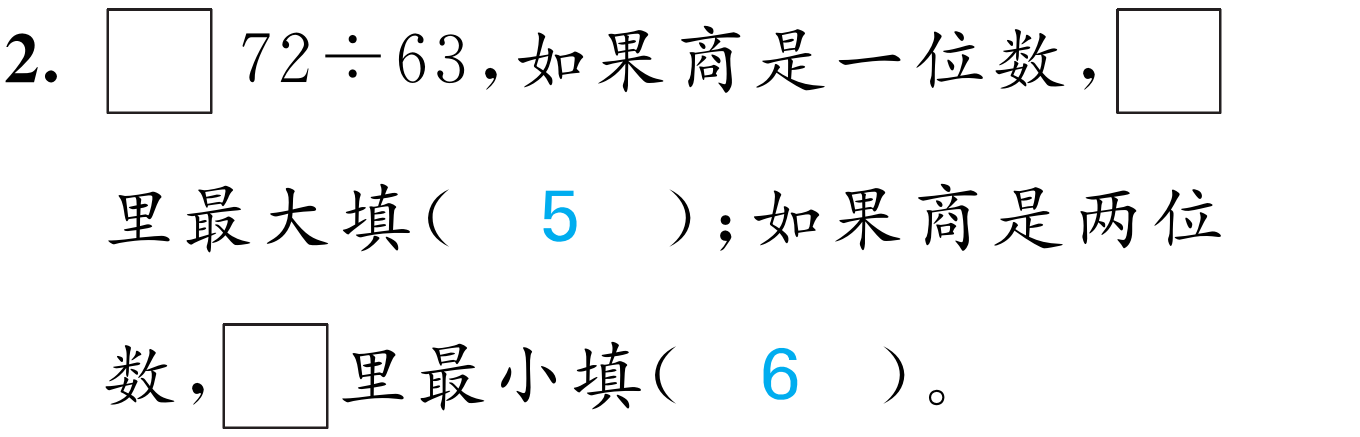 2. □72÷63,如果商是一位数,□
里最大填( 5 );如果商是两位
数,□里最小填( 6 )。